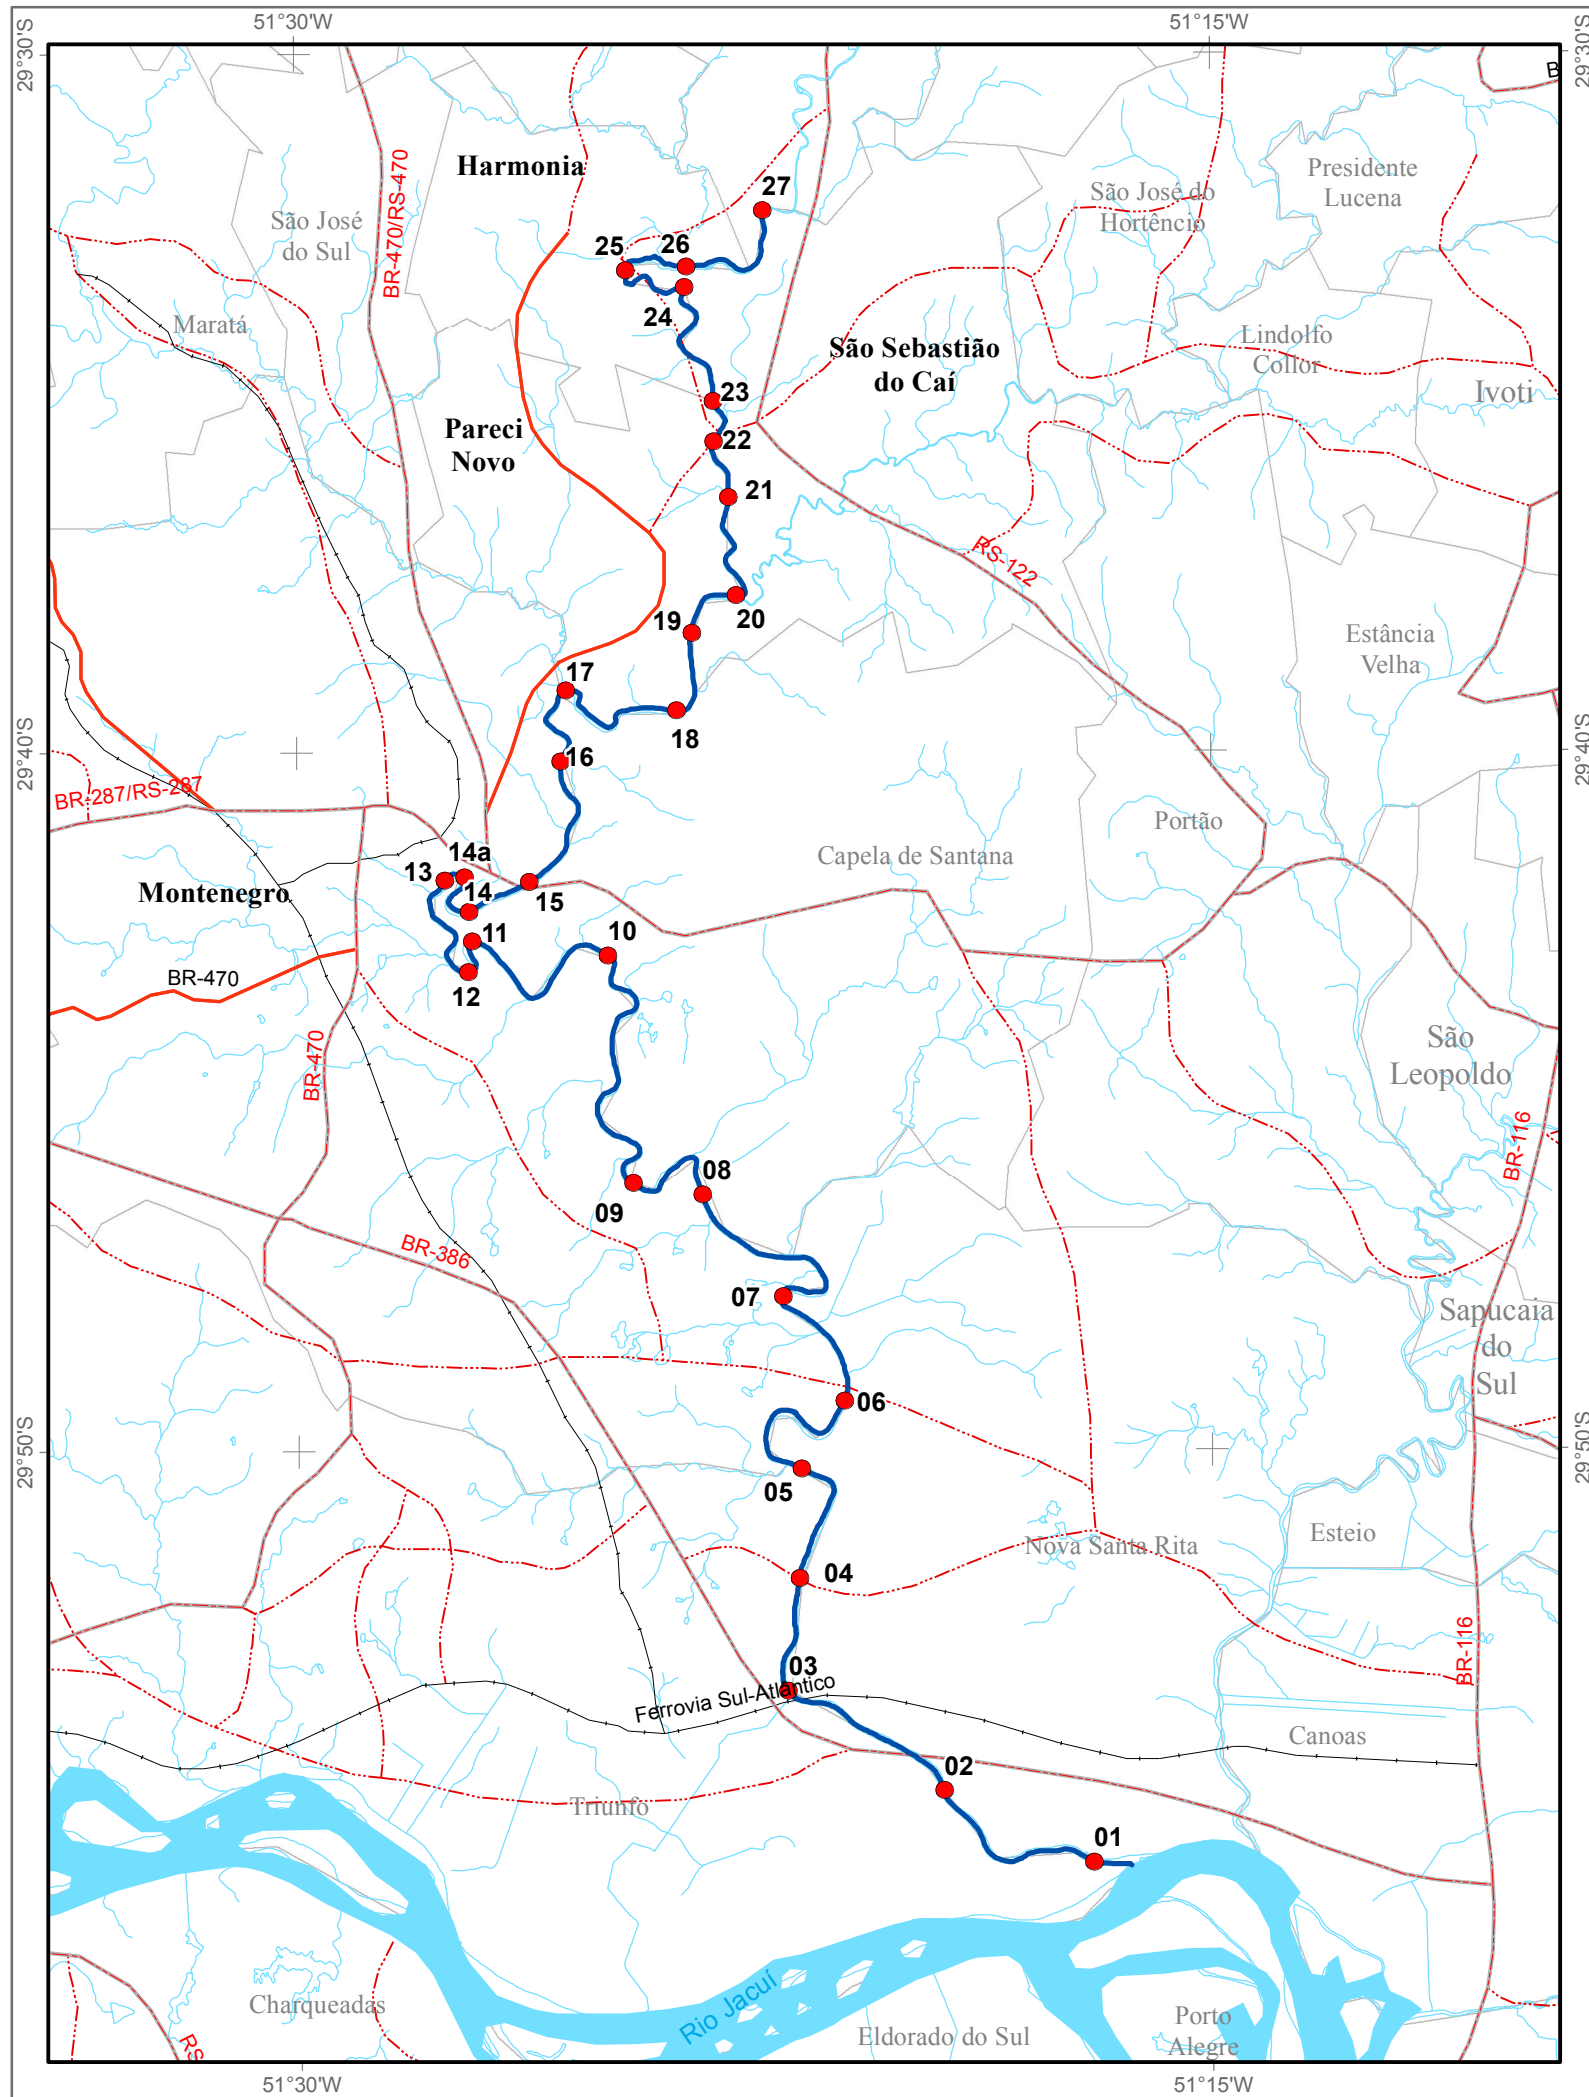 51°30'W
51°15'W
29°30'S
29°30'S
B
Harmonia
Presidente
Lucena
São José do
Hortêncio
27
São José
do Sul
BR-470/RS-470
25
26
Maratá
24
São Sebastião
do Caí
Lindolfo
Collor
Ivoti
23
Pareci
Novo
22
21
RS-122
20
19
Estância
Velha
17
18
29°40'S
29°40'S
16
BR-287/RS-287
Portão
Capela de Santana
14a
13
14
15
Montenegro
11
10
BR-470
12
São
Leopoldo
BR-470
BR-116
08
09
BR-386
07
Sapucaia
do
Sul
06
29°50'S
29°50'S
05
Esteio
Nova Santa Rita
04
BR-116
03
Ferrovia Sul-Atlântico
Canoas
02
Triunfo
01
Rio Jacuí
Charqueadas
Porto
Alegre
Eldorado do Sul
RS
51°30'W
51°15'W